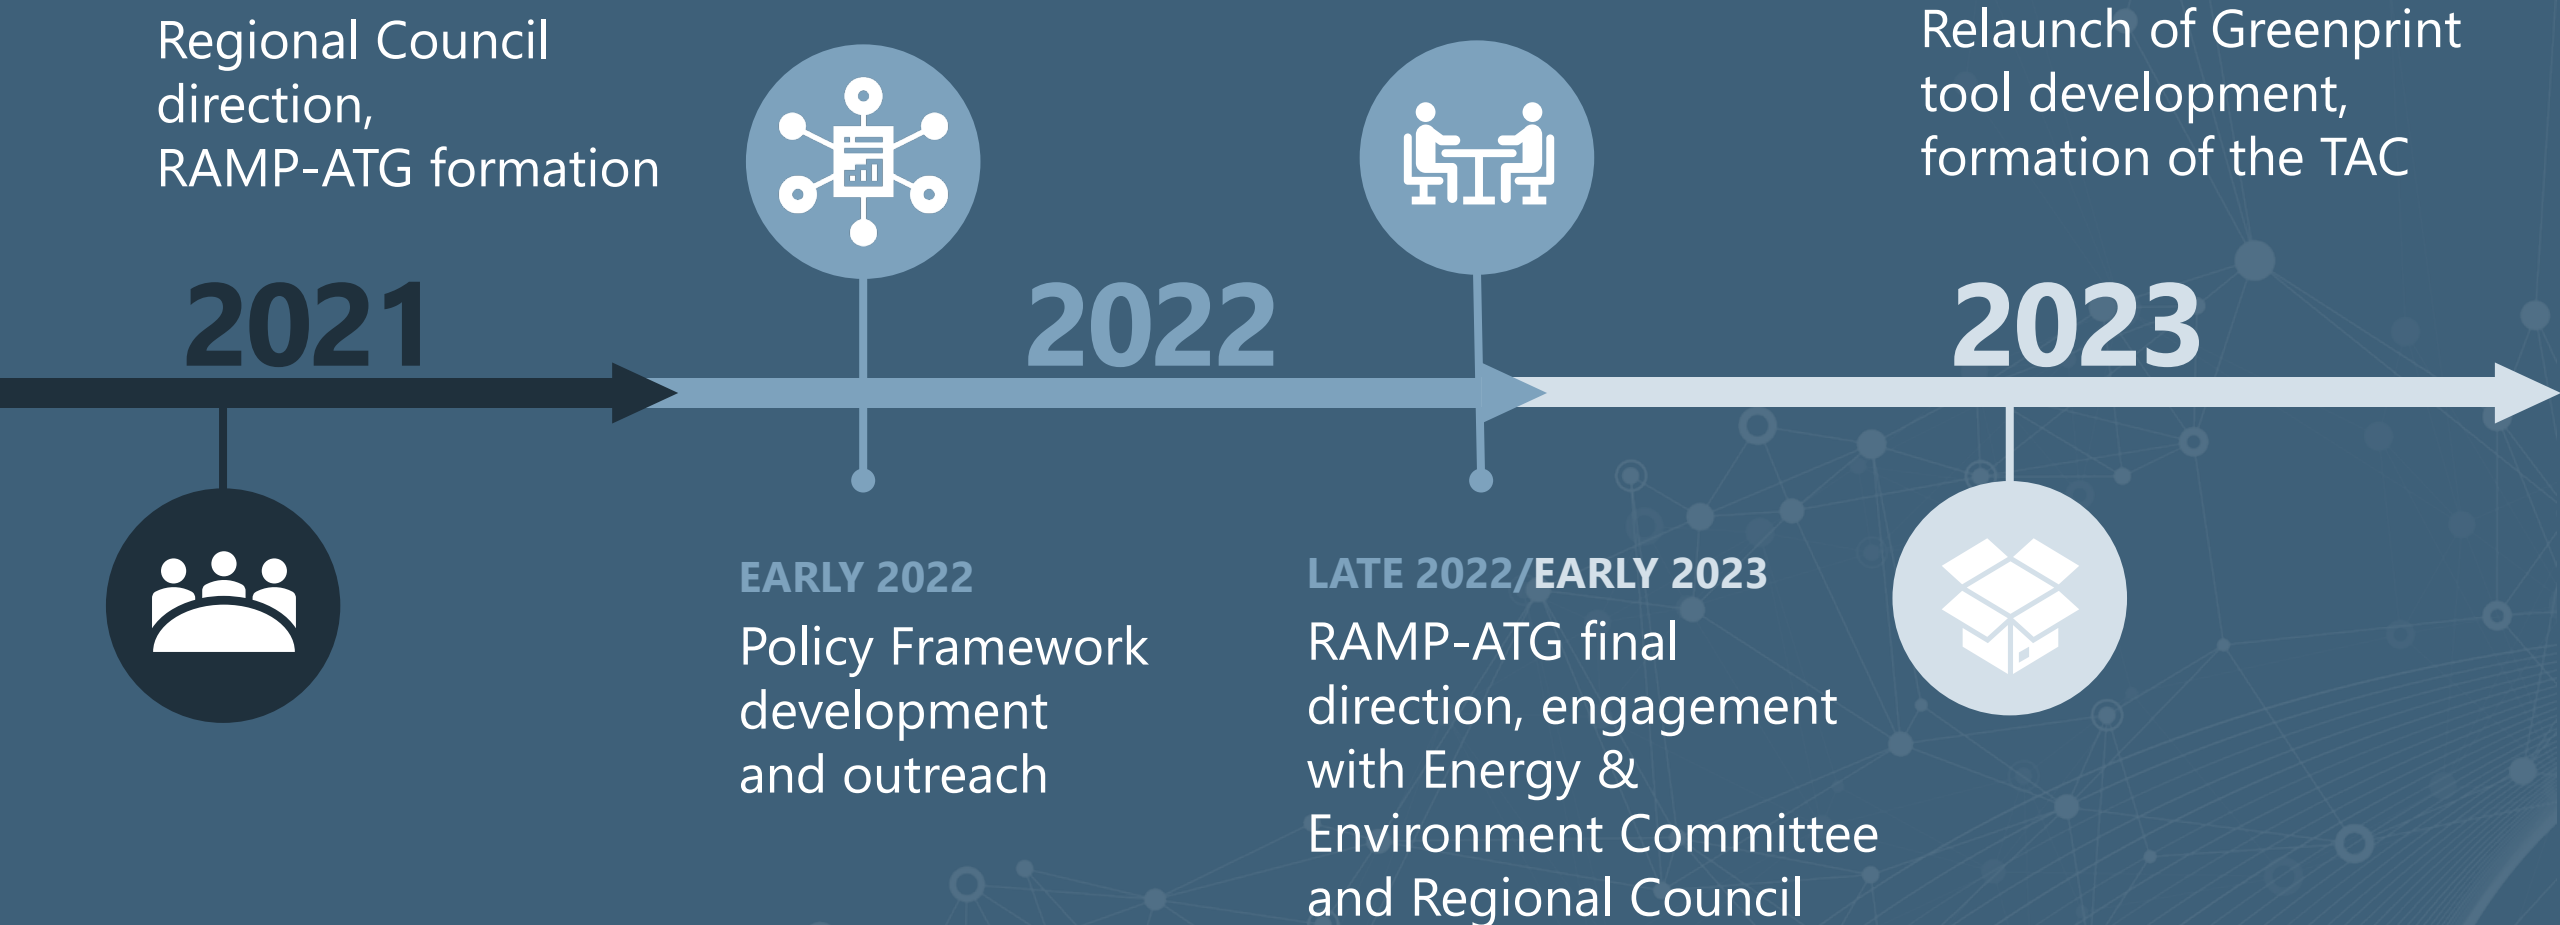 Regional Council
direction,
RAMP-ATG formation
2021
2022
EARLY 2022
Policy Framework
development
and outreach
LATE 2022/EARLY 2023
RAMP-ATG final
direction, engagement
with Energy &
Environment Committee
and Regional Council
Relaunch of Greenprint
tool development,
formation of the TAC
2023